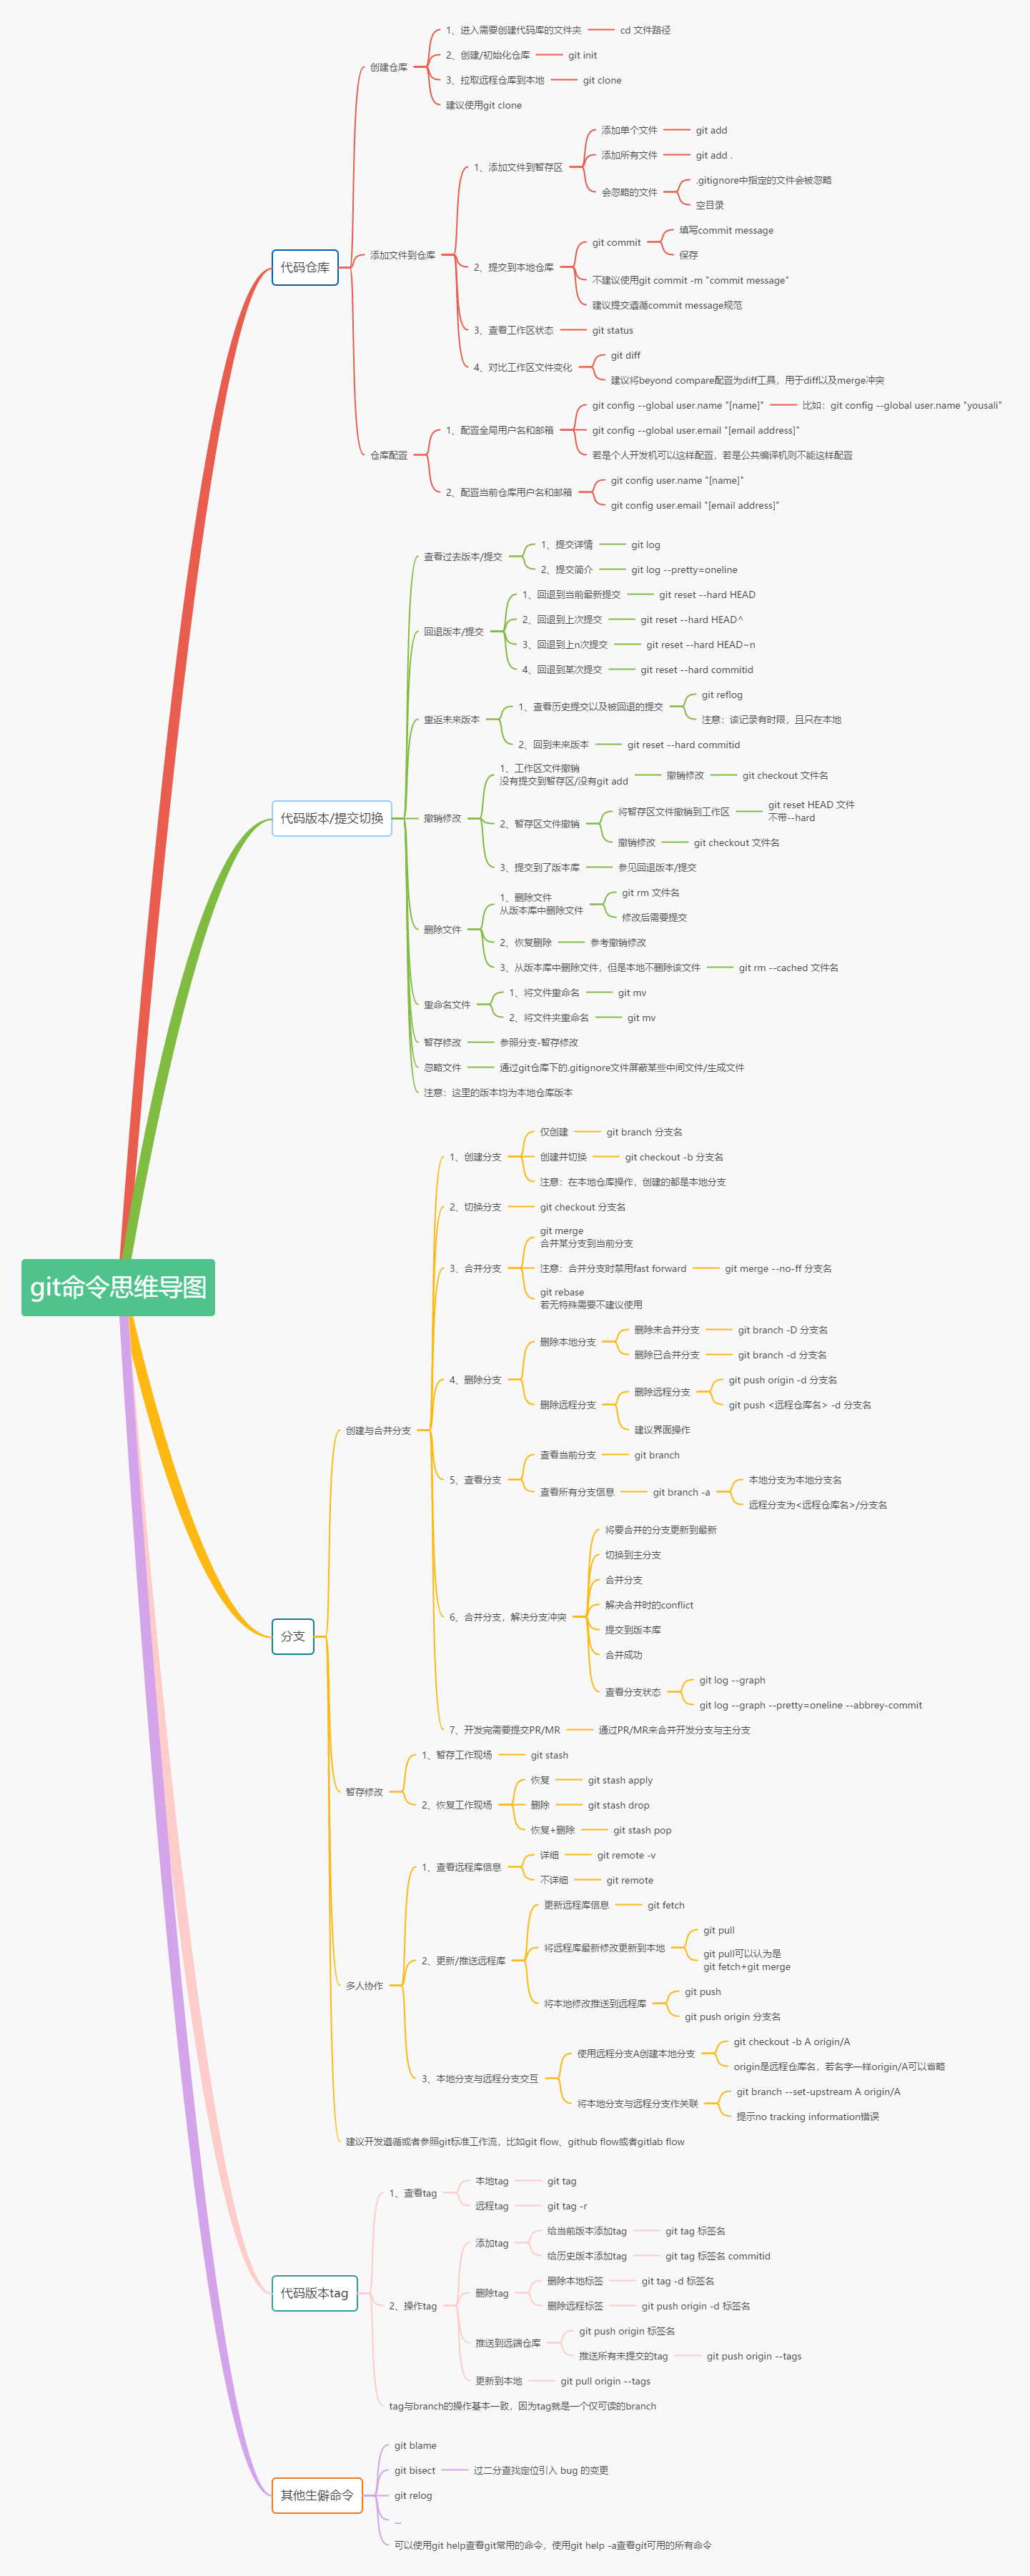 git命令思维导图
代码仓库
创建仓库
1、进入需要创建代码库的文件夹
cd 文件路径
2、创建/初始化仓库
git init
3、拉取远程仓库到本地
git clone
建议使用git clone
添加文件到仓库
1、添加文件到暂存区
添加单个文件
git add
添加所有文件
git add .
会忽略的文件
.gitignore中指定的文件会被忽略
空目录
2、提交到本地仓库
git commit
填写commit message
保存
不建议使用git commit -m "commit message"
建议提交遵循commit message规范
3、查看工作区状态
git status
4、对比工作区文件变化
git diff
建议将beyond compare配置为diff工具，用于diff以及merge冲突
仓库配置
1、配置全局用户名和邮箱
git config --global user.name "[name]"
比如：git config --global user.name "yousali"
git config --global user.email "[email address]"
若是个人开发机可以这样配置，若是公共编译机则不能这样配置
2、配置当前仓库用户名和邮箱
git config user.name "[name]"
git config user.email "[email address]"
代码版本/提交切换
查看过去版本/提交
1、提交详情
git log
2、提交简介
git log --pretty=oneline
回退版本/提交
1、回退到当前最新提交
git reset --hard HEAD
2、回退到上次提交
git reset --hard HEAD^
3、回退到上n次提交
git reset --hard HEAD~n
4、回退到某次提交
git reset --hard commitid
重返未来版本
1、查看历史提交以及被回退的提交
git reflog
注意：该记录有时限，且只在本地
2、回到未来版本
git reset --hard commitid
撤销修改
1、工作区文件撤销
没有提交到暂存区/没有git add
撤销修改
git checkout 文件名
2、暂存区文件撤销
将暂存区文件撤销到工作区
git reset HEAD 文件
不带--hard
撤销修改
git checkout 文件名
3、提交到了版本库
参见回退版本/提交
删除文件
1、删除文件
从版本库中删除文件
git rm 文件名
修改后需要提交
2、恢复删除
参考撤销修改
3、从版本库中删除文件，但是本地不删除该文件
git rm --cached 文件名
重命名文件
1、将文件重命名
git mv
2、将文件夹重命名
git mv
暂存修改
参照分支-暂存修改
忽略文件
通过git仓库下的.gitignore文件屏蔽某些中间文件/生成文件
注意：这里的版本均为本地仓库版本
分支
创建与合并分支
1、创建分支
仅创建
git branch 分支名
创建并切换
git checkout -b 分支名
注意：在本地仓库操作，创建的都是本地分支
2、切换分支
git checkout 分支名
3、合并分支
git merge
合并某分支到当前分支
注意：合并分支时禁用fast forward
git merge --no-ff 分支名
git rebase
若无特殊需要不建议使用
4、删除分支
删除本地分支
删除未合并分支
git branch -D 分支名
删除已合并分支
git branch -d 分支名
删除远程分支
删除远程分支
git push origin -d 分支名
git push <远程仓库名> -d 分支名
建议界面操作
5、查看分支
查看当前分支
git branch
查看所有分支信息
git branch -a
本地分支为本地分支名
远程分支为<远程仓库名>/分支名
6、合并分支，解决分支冲突
将要合并的分支更新到最新
切换到主分支
合并分支
解决合并时的conflict
提交到版本库
合并成功
查看分支状态
git log --graph
git log --graph --pretty=oneline --abbrey-commit
7、开发完需要提交PR/MR
通过PR/MR来合并开发分支与主分支
暂存修改
1、暂存工作现场
git stash
2、恢复工作现场
恢复
git stash apply
删除
git stash drop
恢复+删除
git stash pop
多人协作
1、查看远程库信息
详细
git remote -v
不详细
git remote
2、更新/推送远程库
更新远程库信息
git fetch
将远程库最新修改更新到本地
git pull
git pull可以认为是
git fetch+git merge
将本地修改推送到远程库
git push
git push origin 分支名
3、本地分支与远程分支交互
使用远程分支A创建本地分支
git checkout -b A origin/A
origin是远程仓库名，若名字一样origin/A可以省略
将本地分支与远程分支作关联
git branch --set-upstream A origin/A
提示no tracking information错误
建议开发遵循或者参照git标准工作流，比如git flow、github flow或者gitlab flow
代码版本tag
1、查看tag
本地tag
git tag
远程tag
git tag -r
2、操作tag
添加tag
给当前版本添加tag
git tag 标签名
给历史版本添加tag
git tag 标签名 commitid
删除tag
删除本地标签
git tag -d 标签名
删除远程标签
git push origin -d 标签名
推送到远端仓库
git push origin 标签名
推送所有未提交的tag
git push origin --tags
更新到本地
git pull origin --tags
tag与branch的操作基本一致，因为tag就是一个仅可读的branch
其他生僻命令
git blame
git bisect
过二分查找定位引入 bug 的变更
git relog
...
可以使用git help查看git常用的命令，使用git help -a查看git可用的所有命令